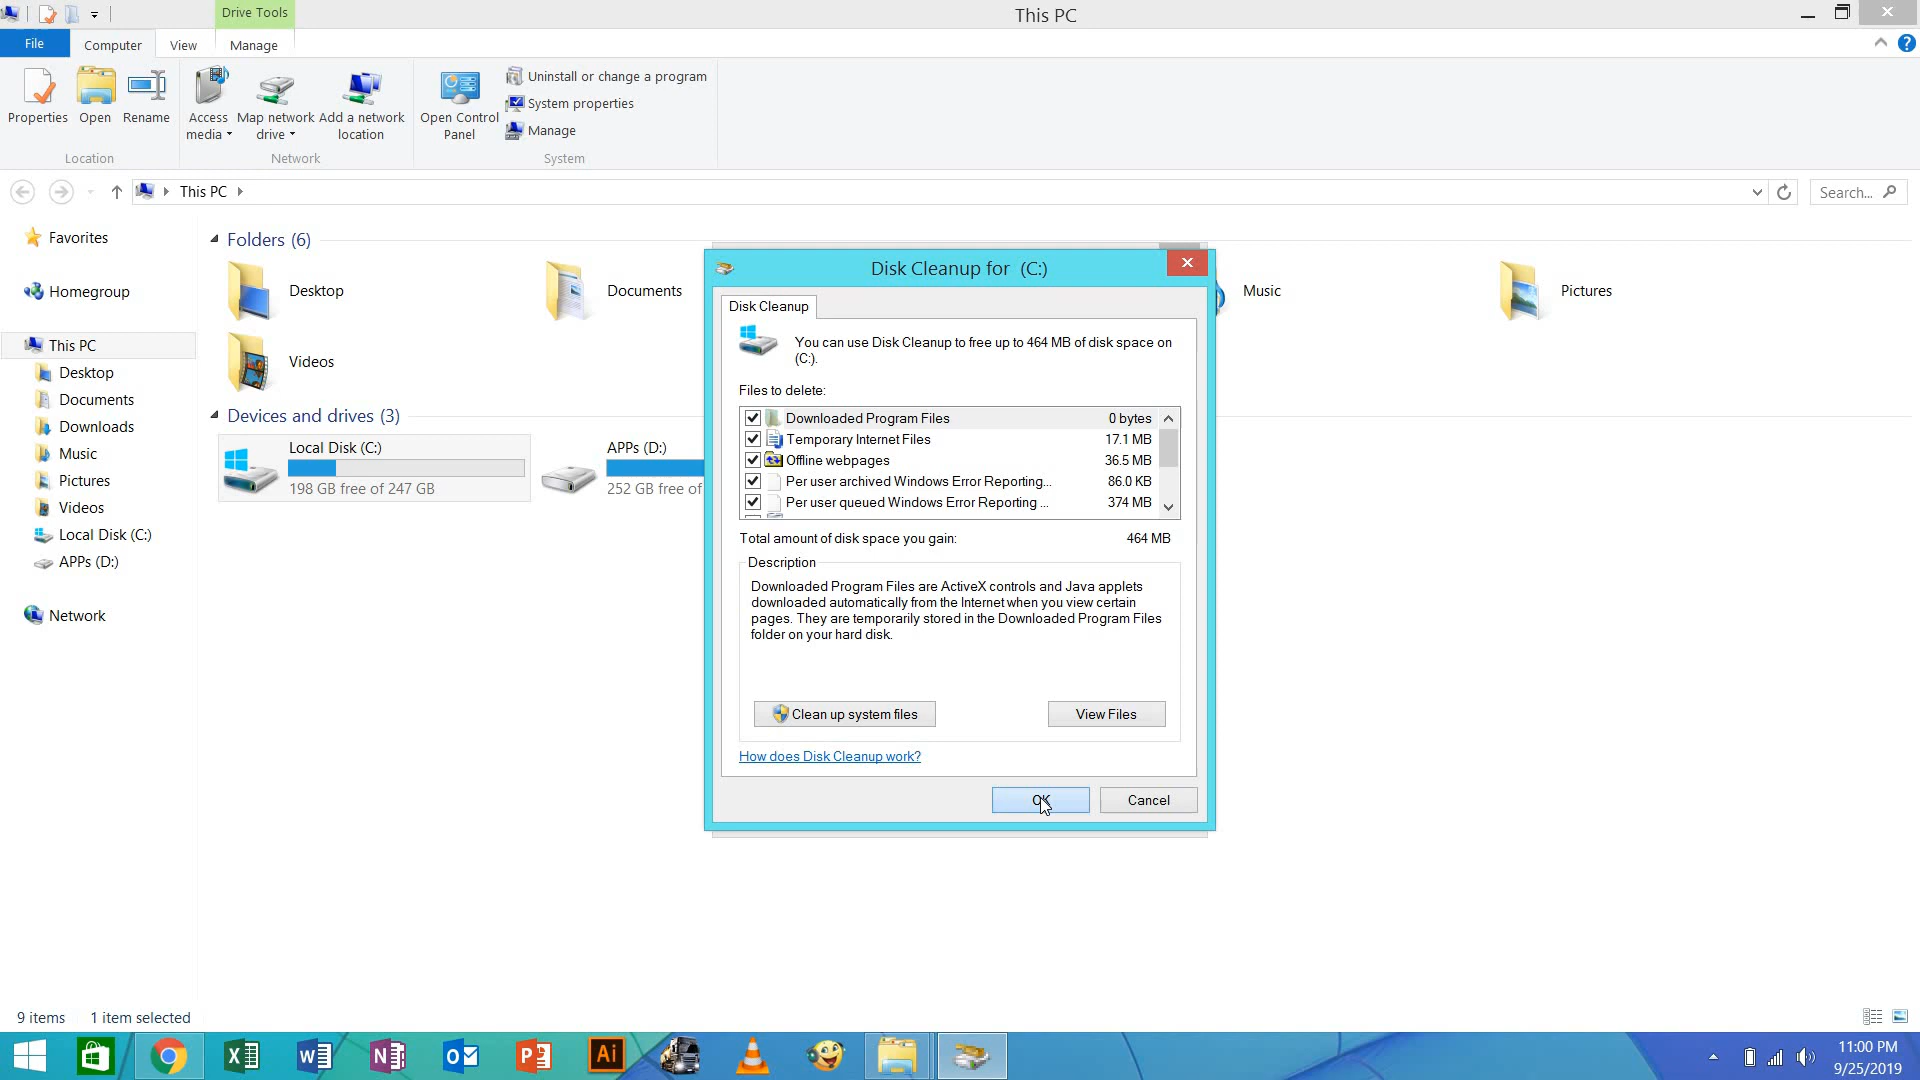 Drive Tools
This PC
File
Computer
View
Manage
Properties
Open
Rename
Access media
Map network drive
Add a network location
Open Control Panel
Uninstall or change a program
System properties
Manage
Location
Network
System
This PC
Search...
Favorites
Homegroup
This PC
Desktop
Documents
Downloads
Music
Pictures
Videos
Local Disk (C:)
APPs (D:)
Network
Folders (6)
Desktop
Documents
Music
Pictures
Videos
Devices and drives (3)
Local Disk (C:)
198 GB free of 247 GB
APPs (D:)
252 GB free of
Disk Cleanup for (C:)
Disk Cleanup
You can use Disk Cleanup to free up to 464 MB of disk space on
(C:).
Files to delete:
Downloaded Program Files 0 bytes
Temporary Internet Files 17.1 MB
Offline webpages 36.5 MB
Per user archived Windows Error Reporting... 86.0 KB
Per user queued Windows Error Reporting ... 374 MB
Total amount of disk space you gain: 464 MB
Description
Downloaded Program Files are ActiveX controls and Java applets
downloaded automatically from the Internet when you view certain
pages. They are temporarily stored in the Downloaded Program Files
folder on your hard disk.
Clean up system files
View Files
How does Disk Cleanup work?
OK
Cancel
9 items
1 item selected
Ai
11:00 PM
9/25/2019